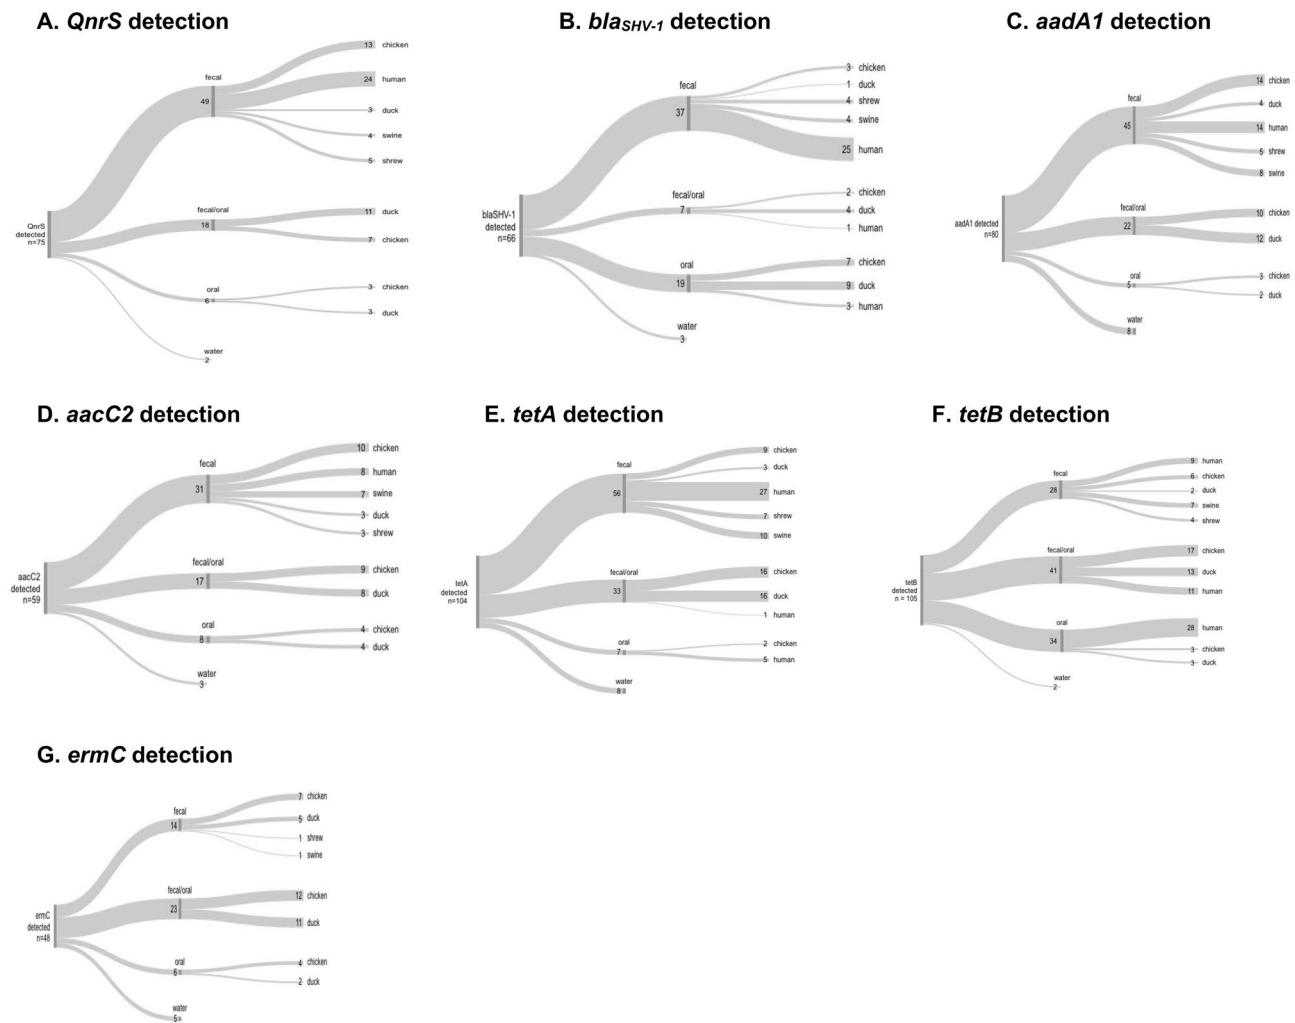 A. QnrS detection
13 chicken
fecal
24 human
49
3 duck
4 swine
5 shrew
fecal/oral
11 duck
18
7 chicken
QnrS
detected
n=75
oral
3 chicken
6
3 duck
water
2
B. blaSHV-1 detection
3 chicken
fecal
1 duck
4 shrew
37
4 swine
25 human
fecal/oral
2 chicken
7
4 duck
1 human
blaSHV-1
detected
n=66
oral
7 chicken
19
9 duck
3 human
water
3
C. aadA1 detection
14 chicken
fecal
4 duck
45
14 human
5 shrew
8 swine
fecal/oral
10 chicken
22
12 duck
aadA1 detected
n=80
oral
3 chicken
5
2 duck
water
8
D. aacC2 detection
10 chicken
fecal
8 human
31
7 swine
3 duck
3 shrew
fecal/oral
9 chicken
17
8 duck
aacC2
detected
n=59
oral
4 chicken
8
4 duck
water
3
E. tetA detection
9 chicken
fecal
3 duck
56
27 human
7 shrew
10 swine
fecal/oral
16 chicken
33
16 duck
1 human
tetA
detected
n=104
oral
2 chicken
7
5 human
water
8
F. tetB detection
9 human
fecal
6 chicken
28
2 duck
7 swine
4 shrew
fecal/oral
17 chicken
41
13 duck
11 human
tetB
detected
n = 105
oral
28 human
34
3 chicken
3 duck
water
2
G. ermC detection
7 chicken
fecal
5 duck
14
1 shrew
1 swine
fecal/oral
12 chicken
23
11 duck
ermC
detected
n=48
oral
4 chicken
6
2 duck
water
5